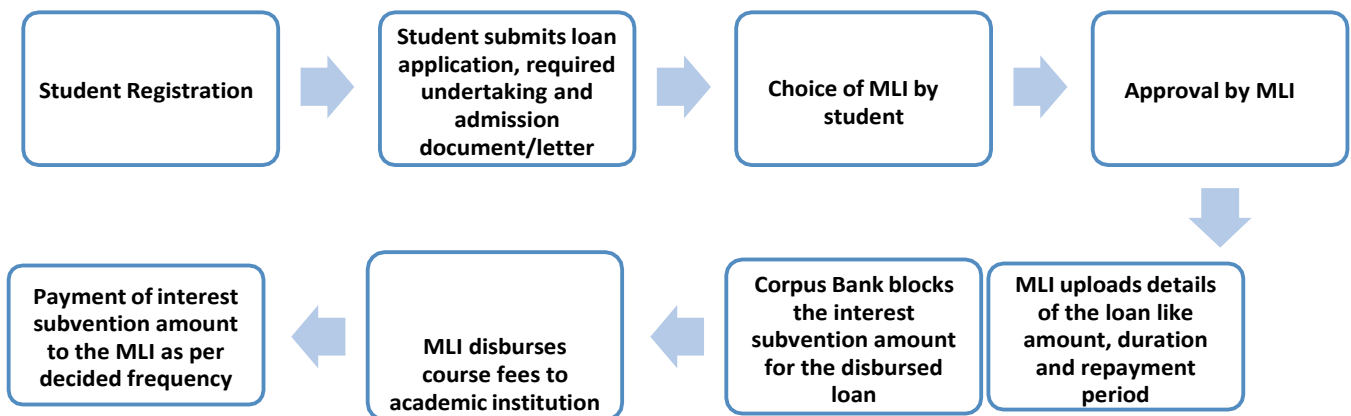 Student Registration
Student submits loan
application, required
undertaking and
admission
document/letter
Choice of MLI by
student
Approval by MLI
MLI uploads details
of the loan like
amount, duration
and repayment
period
Corpus Bank blocks
the interest
subvention amount
for the disbursed
loan
MLI disburses
course fees to
academic institution
Payment of interest
subvention amount
to the MLI as per
decided frequency